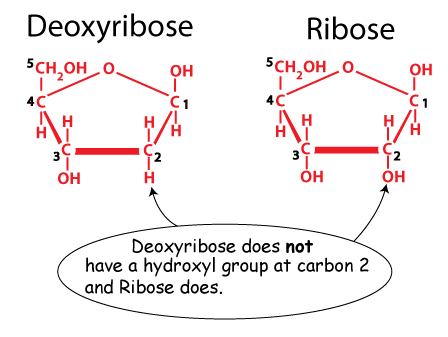 Deoxyribose Ribose
5 CH2OH O OH 5 CH2OH O OH
4 C C 1 4 C C 1
H H H H H H H H
3 C C 2 3 C C 2
OH H OH OH
Deoxyribose does not
have a hydroxyl group at carbon 2
and Ribose does.